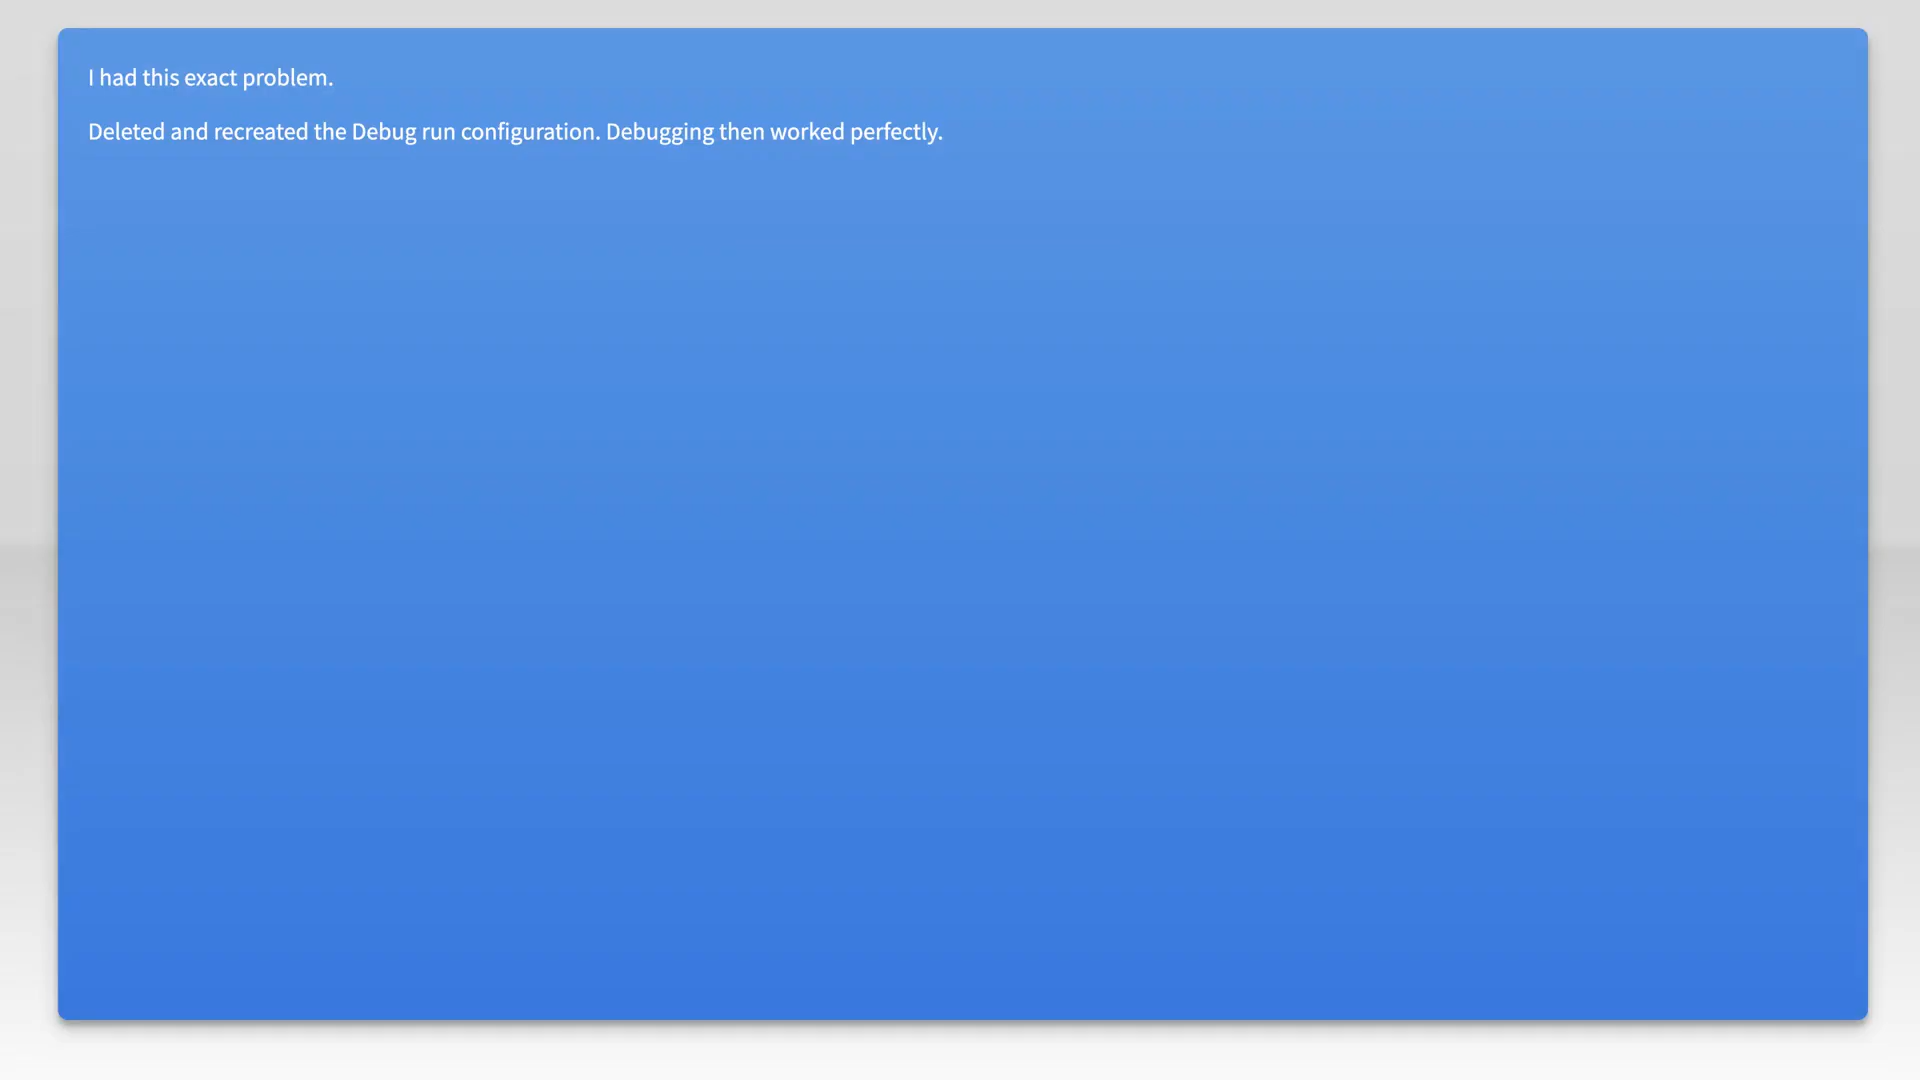 I had this exact problem.
Deleted and recreated the Debug run configuration. Debugging then worked perfectly.